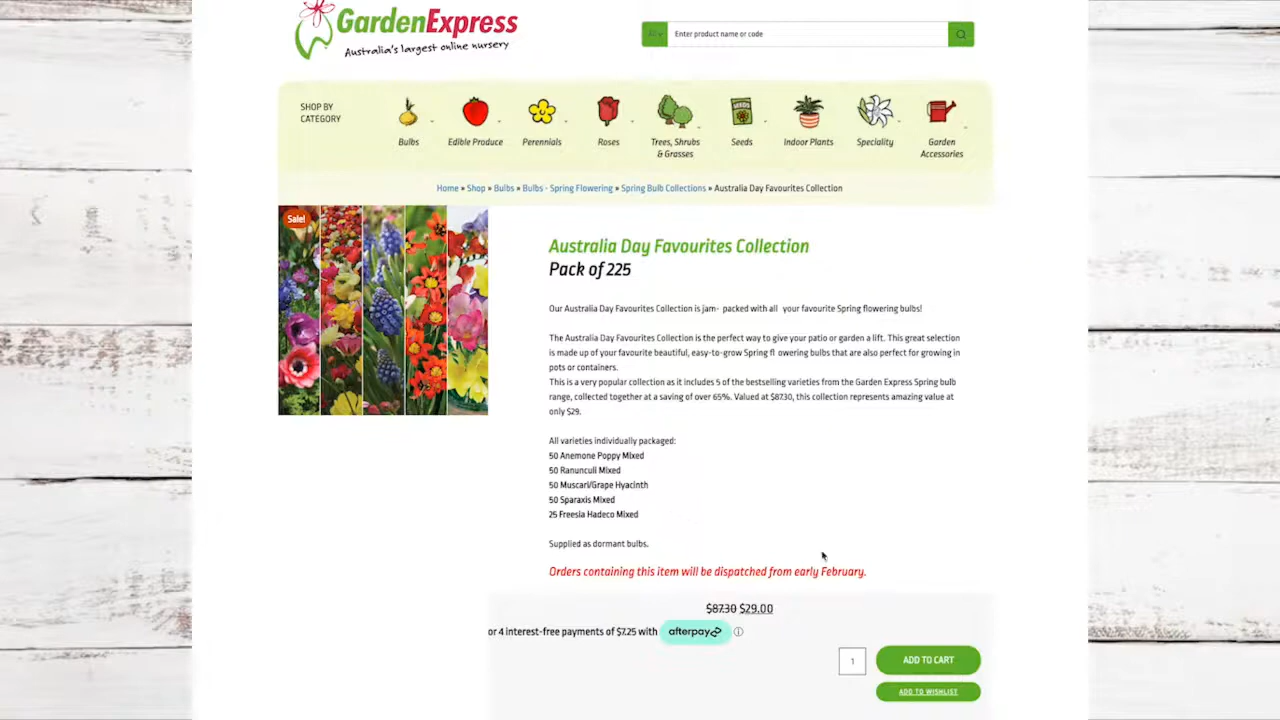 GardenExpress
Australia's largest online nursery
Enter product name or code
SHOP BY
CATEGORY
Bulbs
Edible Produce
Perennials
Roses
Trees, Shrubs
& Grasses
Seeds
Indoor Plants
Speciality
Garden
Accessories
SEEDS
Home » Shop » Bulbs » Bulbs - Spring Flowering » Spring Bulb Collections » Australia Day Favourites Collection
Sale!
Australia Day Favourites Collection
Pack of 225
Our Australia Day Favourites Collection is jam- packed with all your favourite Spring flowering bulbs!
The Australia Day Favourites Collection is the perfect way to give your patio or garden a lift. This great selection
is made up of your favourite beautiful, easy-to-grow Spring fl owering bulbs that are also perfect for growing in
pots or containers.
This is a very popular collection as it includes 5 of the bestselling varieties from the Garden Express Spring bulb
range, collected together at a saving of over 65%. Valued at $87.30, this collection represents amazing value at
only $29.
All varieties individually packaged:
50 Anemone Poppy Mixed
50 Ranunculi Mixed
50 Muscari/Grape Hyacinth
50 Sparaxis Mixed
25 Freesia Hadeco Mixed
Supplied as dormant bulbs.
Orders containing this item will be dispatched from early February.
$87.30 $29.00
or 4 interest-free payments of $7.25 with afterpay
1
ADD TO CART
ADD TO WISHLIST